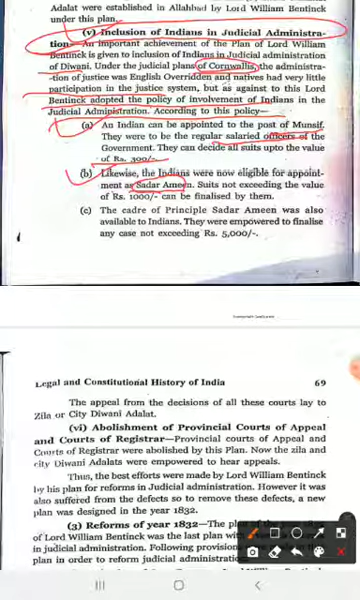 Adalat were established in Allahbad by Lord William Bentinck
under this plan.
(v) Inclusion of Indians in Judicial Administra-
tion—An important achievement of the Plan of Lord William
Bentinck is given to inclusion of Indians in Judicial administration
of Diwani. Under the judicial plans of Cornwallis, the administra-
-tion of justice was English Overridden and natives had very little
participation in the justice system, but as against to this Lord
Bentinck adopted the policy of involvement of Indians in the
Judicial Administration. According to this policy—
(a) An Indian can be appointed to the post of Munsif.
They were to be the regular salaried officers of the
Government. They can decide all suits upto the value
of Rs. 300/-.
(b) Likewise, the Indians were now eligible for appoint-
ment as Sadar Ameen. Suits not exceeding the value
of Rs. 1000/- can be finalised by them.
(c) The cadre of Principle Sadar Ameen was also
available to Indians. They were empowered to finalise
any case not exceeding Rs. 5,000/-.
Legal and Constitutional History of India 69
The appeal from the decisions of all these courts lay to
Zila or City Diwani Adalat.
(vi) Abolishment of Provincial Courts of Appeal
and Courts of Registrar—Provincial courts of Appeal and
Courts of Registrar were abolished by this Plan. Now the zila and
city Diwani Adalats were empowered to hear appeals.
Thus, the best efforts were made by Lord William Bentinck
by his plan for reforms in Judicial administration. However it was
also suffered from the defects so to remove these defects, a new
plan was designed in the year 1832.
(3) Reforms of year 1832—The
of Lord William Bentinck was the last plan
in judicial administration. Following provisions
plan in order to reform judicial